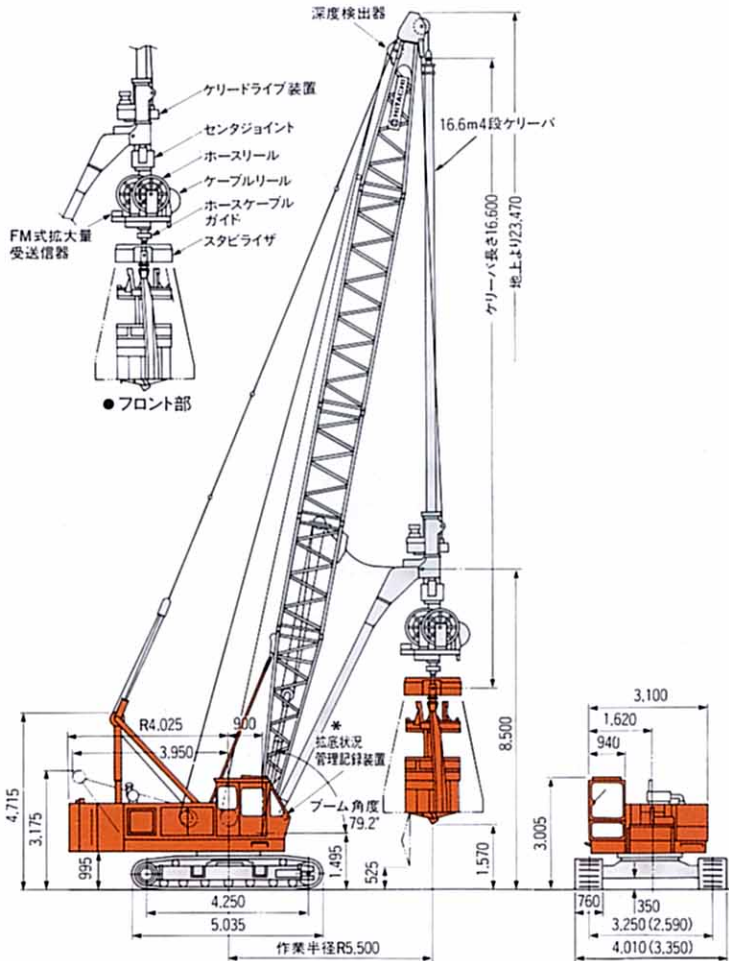 深度検出器
ケリードライブ装置
センタジョイント
ホースリール
ケーブルリール
ホースケーブル
ガイド
スタビライザ
FM式拡大量
受送信器
●フロント部
HITACHI
16.6m4段ケリーバ
ケリーバ長さ16,600
地上より23,470
8,500
R4.025
900
3,950
*
拡底状況
管理記録装置
ブーム角度
79.2°
4,715
3,175
995
1,495
525
1,570
4.250
5.035
作業半径R5,500
3,100
1,620
940
3,005
760
350
3,250(2,590)
4,010(3,350)